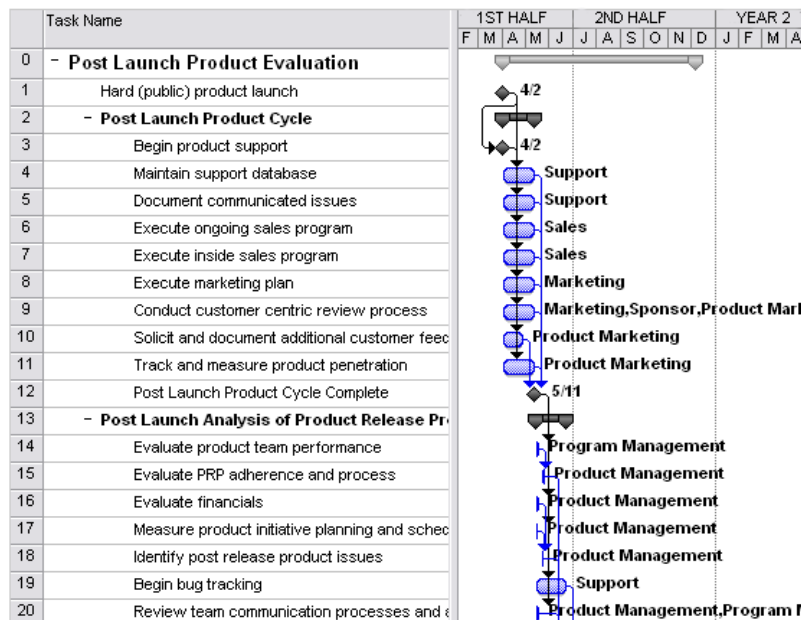 Task Name 1ST HALF 2ND HALF YEAR 2
F M A M J J A S O N D J F M A
0 - Post Launch Product Evaluation
1 Hard (public) product launch 4/2
2 - Post Launch Product Cycle
3 Begin product support 4/2
4 Maintain support database Support
5 Document communicated issues Support
6 Execute ongoing sales program Sales
7 Execute inside sales program Sales
8 Execute marketing plan Marketing
9 Conduct customer centric review process Marketing,Sponsor,Product Mar
10 Solicit and document additional customer feec Product Marketing
11 Track and measure product penetration Product Marketing
12 Post Launch Product Cycle Complete 5/11
13 - Post Launch Analysis of Product Release Pr
14 Evaluate product team performance Program Management
15 Evaluate PRP adherence and process Product Management
16 Evaluate financials Product Management
17 Measure product initiative planning and sched Product Management
18 Identify post release product issues Product Management
19 Begin bug tracking Support
20 Review team communication processes and Product Management,Program